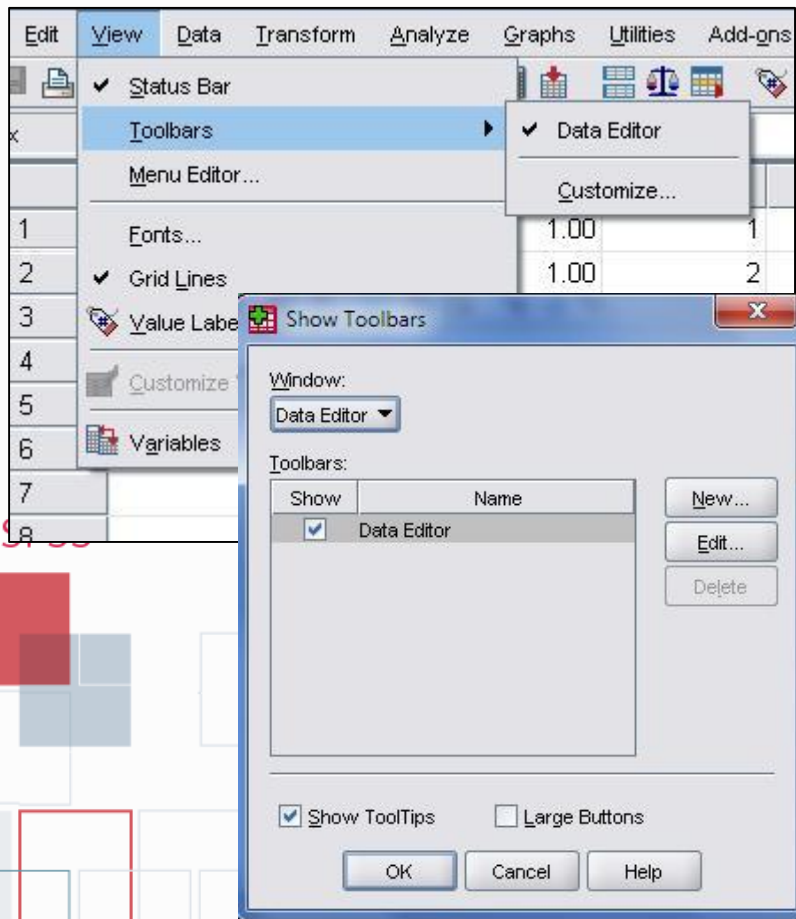 Edit View Data Transform Analyze Graphs Utilities Add-ons
Status Bar
Toolbars
Data Editor
Menu Editor...
Customize...
Fonts...
Grid Lines
Value Labe
Customize
Variables
1 1.00 1
2 1.00 2
3
4
5
6
7
8
Show Toolbars
Window:
Data Editor
Toolbars:
Show Name
Data Editor
New...
Edit...
Delete
Show ToolTips Large Buttons
OK Cancel Help